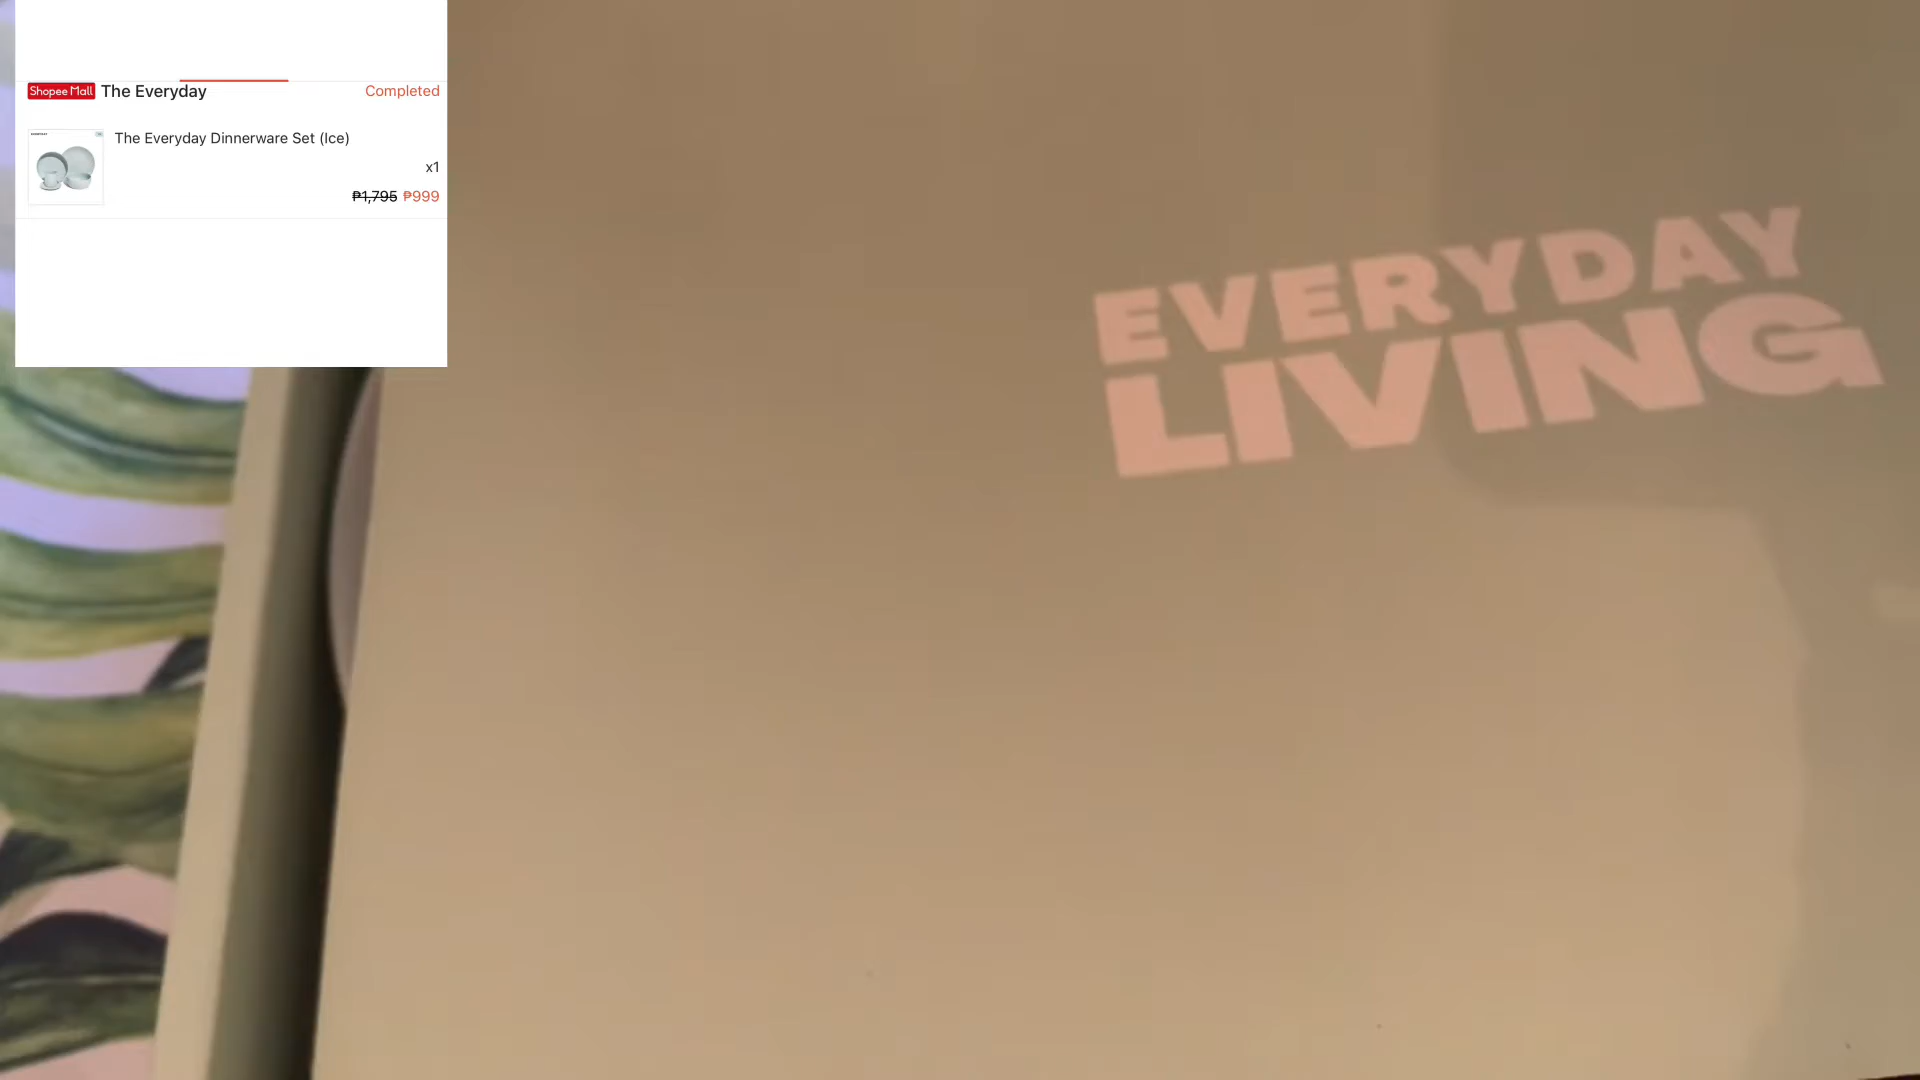 Shopee Mall The Everyday Completed
The Everyday Dinnerware Set (Ice)
x1
₱1,795 ₱999
EVERYDAY
LIVING